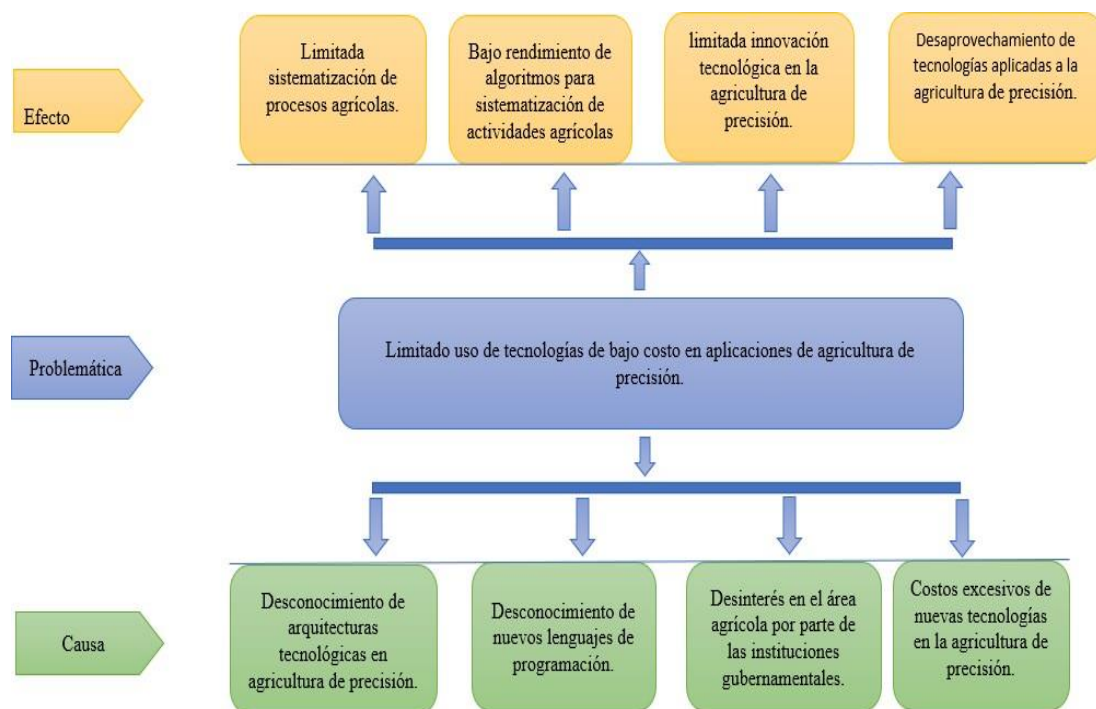 Efecto
Limitada
sistematización de
procesos agrícolas.
Bajo rendimiento de
algoritmos para
sistematización de
actividades agrícolas
limitada innovación
tecnológica en la
agricultura de
precisión.
Desaprovechamiento de
tecnologías aplicadas a la
agricultura de precisión.
Problemática
Limitado uso de tecnologías de bajo costo en aplicaciones de agricultura de
precisión.
Causa
Desconocimiento de
arquitecturas
tecnológicas en
agricultura de precisión.
Desconocimiento de
nuevos lenguajes de
programación.
Desinterés en el área
agrícola por parte de
las instituciones
gubernamentales.
Costos excesivos de
nuevas tecnologías
en la agricultura de
precisión.